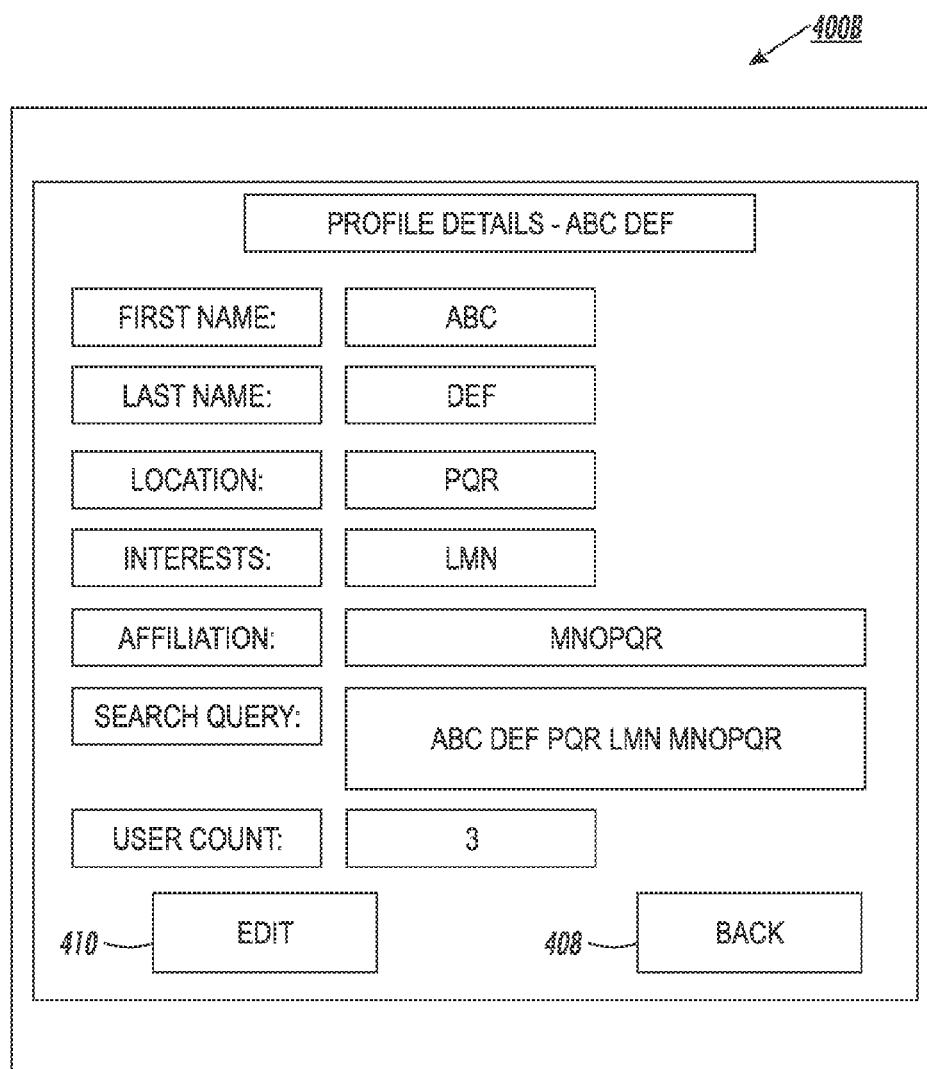 400B
PROFILE DETAILS - ABC DEF
FIRST NAME: ABC
LAST NAME: DEF
LOCATION: PQR
INTERESTS: LMN
AFFILIATION: MNOPQR
SEARCH QUERY: ABC DEF PQR LMN MNOPQR
USER COUNT: 3
410 EDIT 408 BACK